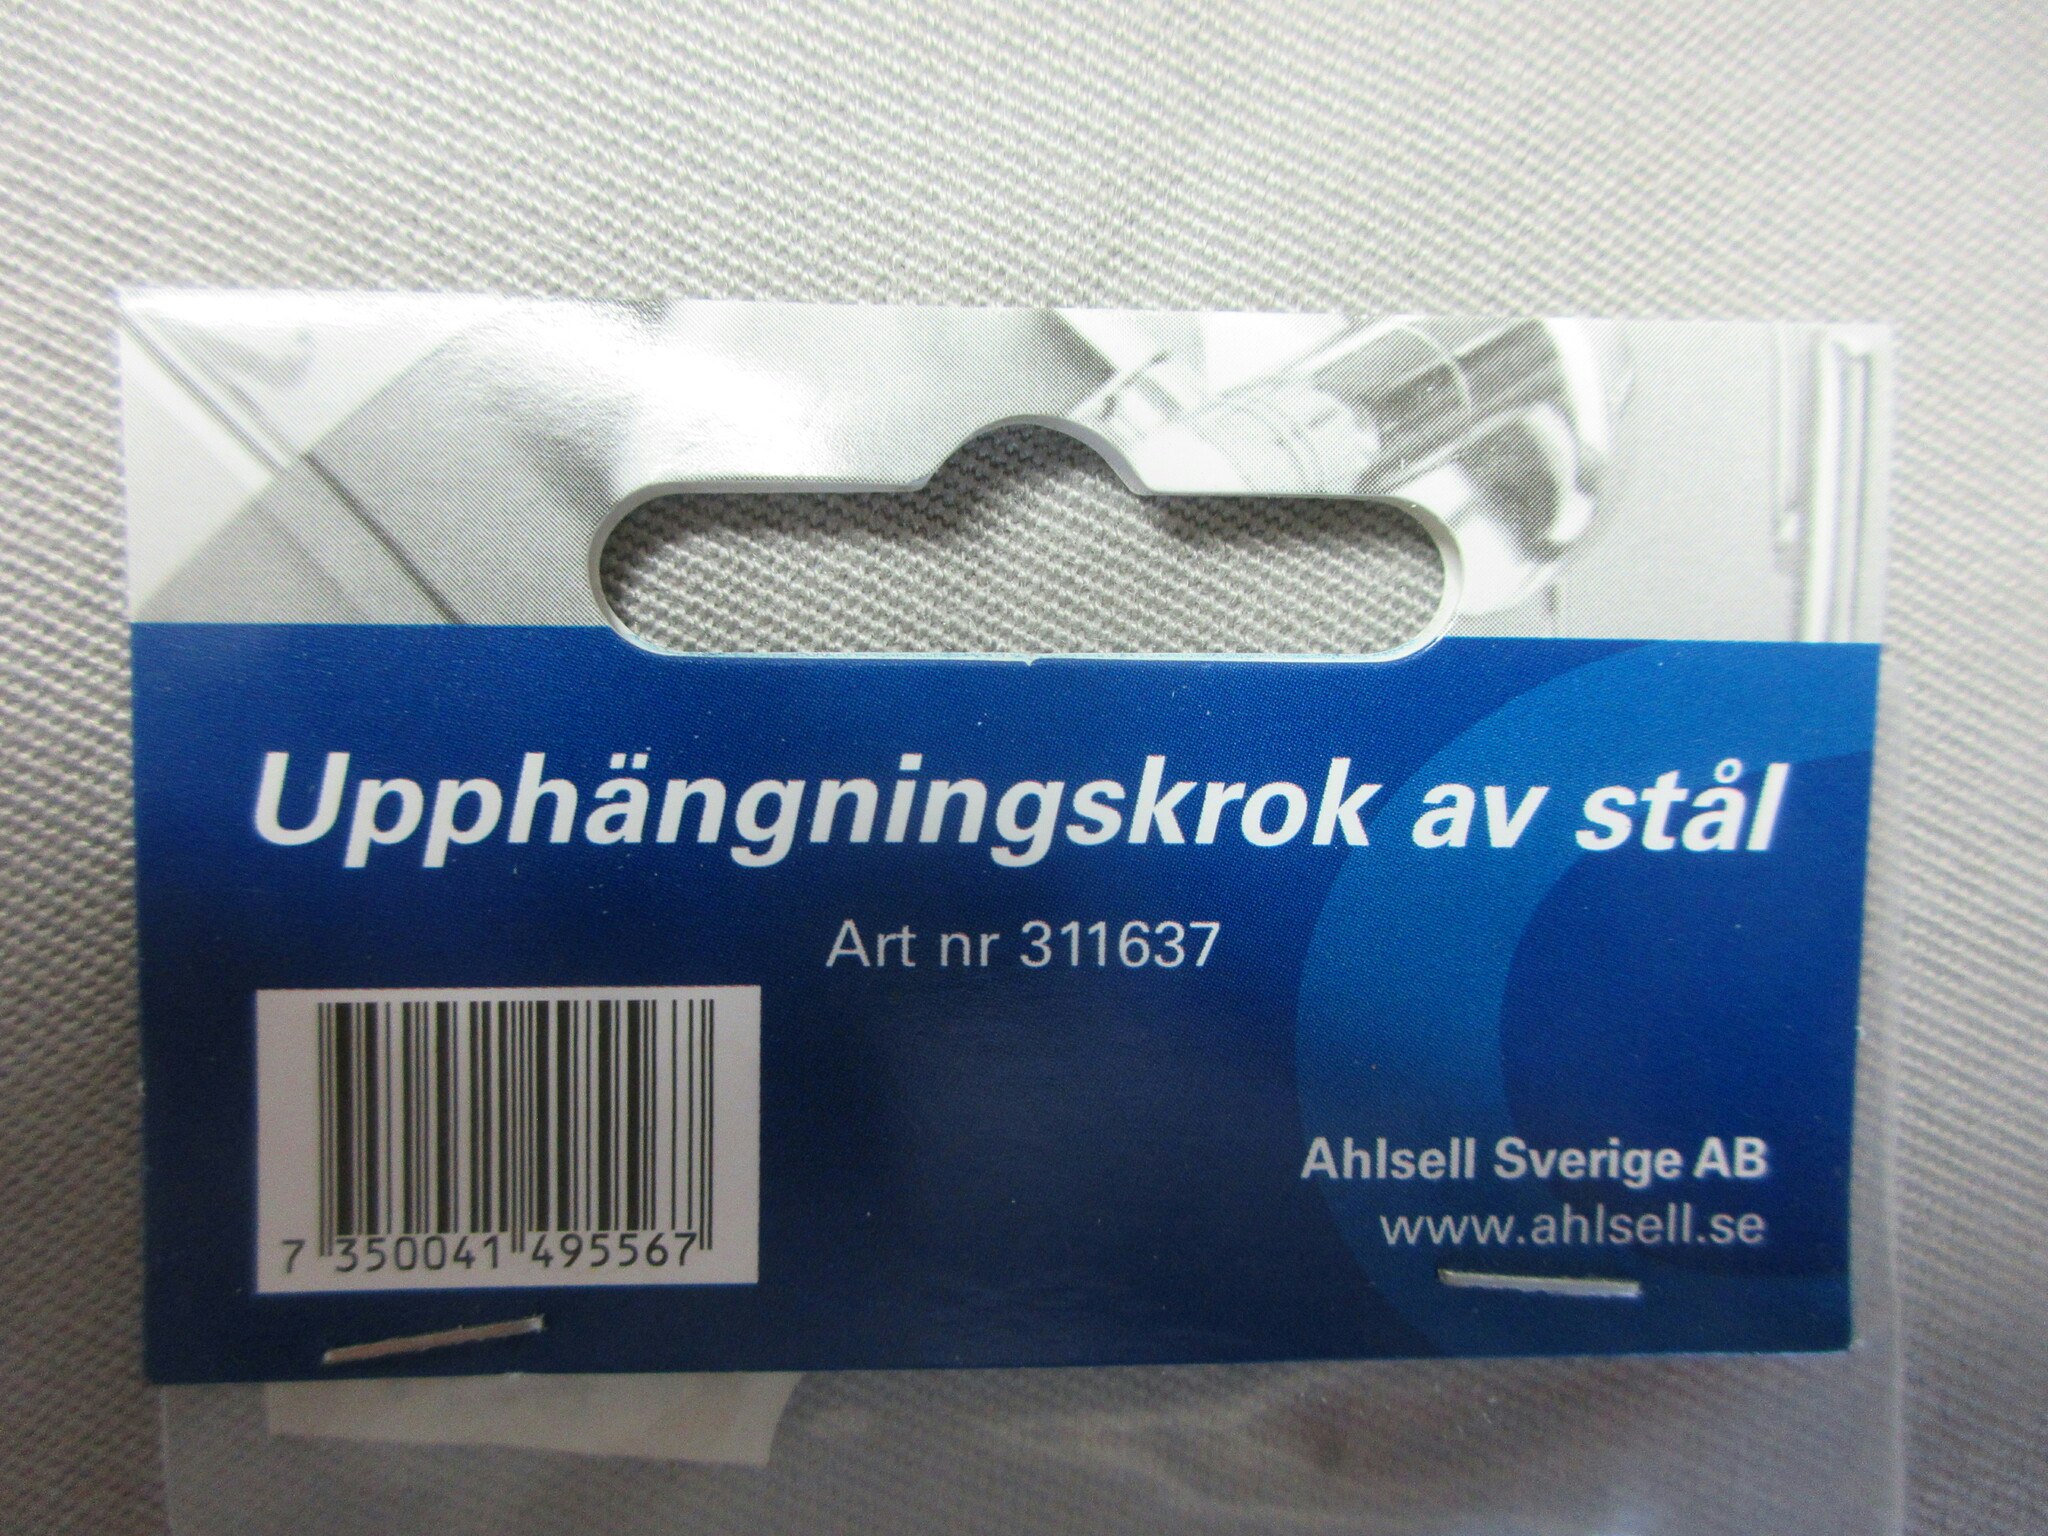 Upphängningskrok av stål
Art nr 311637
7 350041 495567
Ahlsell Sverige AB
www.ahlsell.se